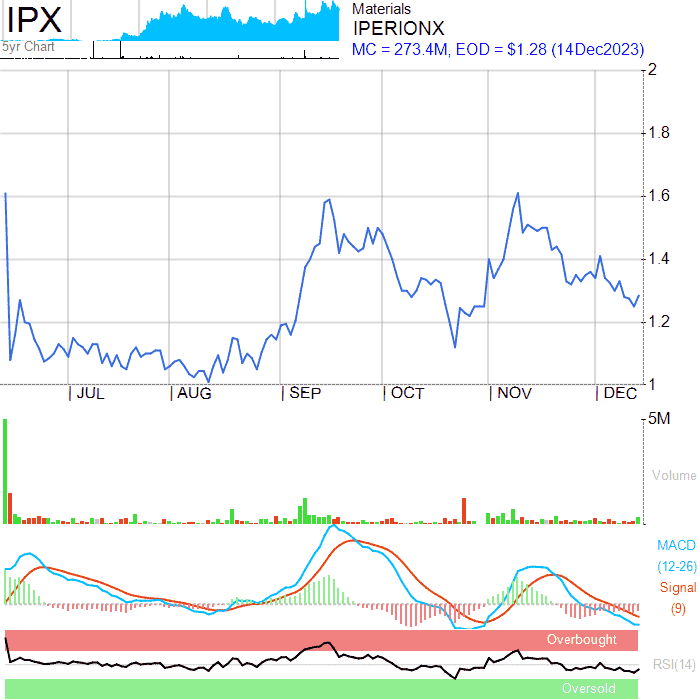 IPX
5yr Chart
Materials
IPERIONX
MC = 273.4M, EOD = $1.28 (14Dec2023)
2
1.8
1.6
1.4
1.2
1
JUL AUG SEP OCT NOV DEC
5M
Volume
MACD
(12-26)
Signal
(9)
Overbought
RSI(14)
Oversold